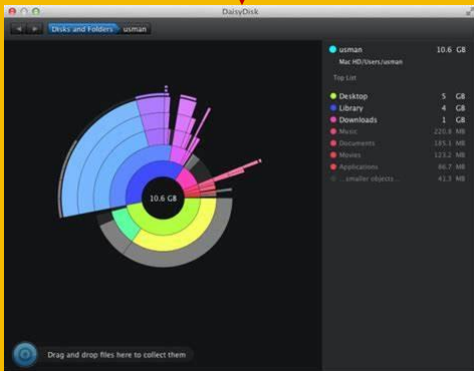 DaisyDisk
Disks and Folders usman
usman 10.6 GB
Mac HD/Users/usman
Top List
Desktop 5 GB
Library 4 GB
Downloads 1 GB
Music 220.8 MB
Documents 185.1 MB
Movies 123.2 MB
Applications 86.7 MB
...smaller objects... 41.3 MB
10.6 GB
Drag and drop files here to collect them